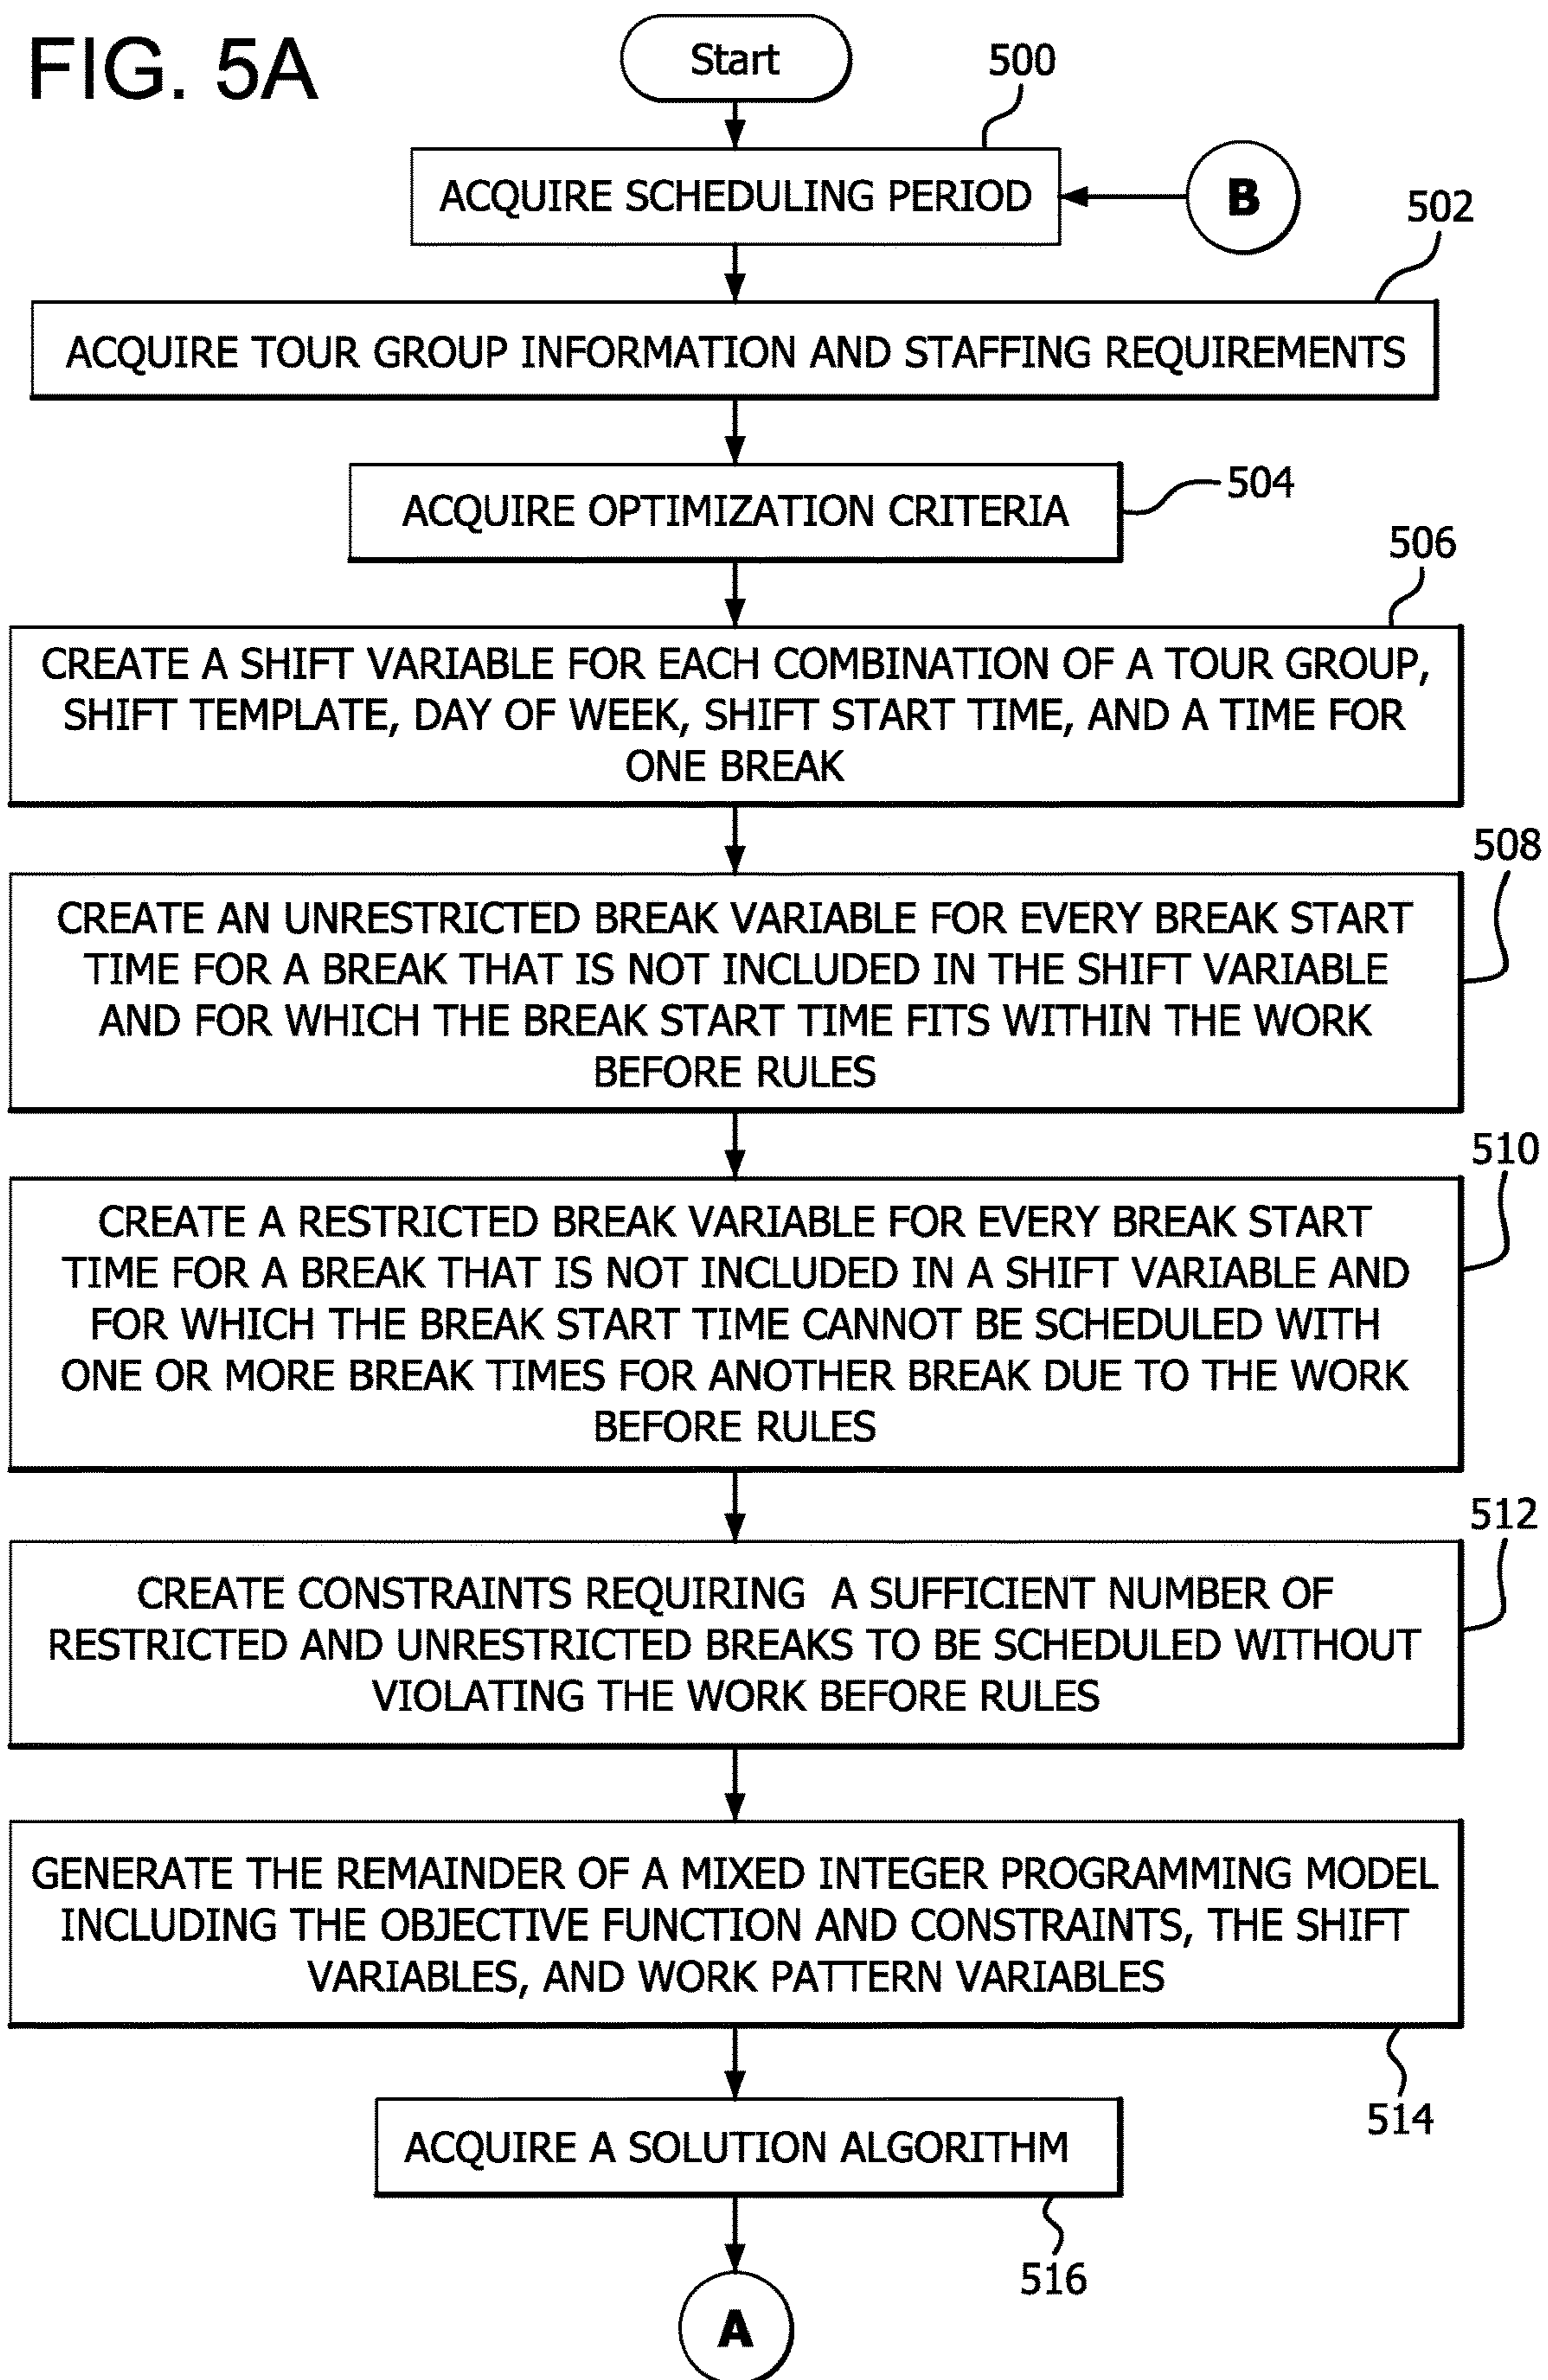 FIG. 5A
Start
500
ACQUIRE SCHEDULING PERIOD
B
502
ACQUIRE TOUR GROUP INFORMATION AND STAFFING REQUIREMENTS
ACQUIRE OPTIMIZATION CRITERIA
504
506
CREATE A SHIFT VARIABLE FOR EACH COMBINATION OF A TOUR GROUP,
SHIFT TEMPLATE, DAY OF WEEK, SHIFT START TIME, AND A TIME FOR
ONE BREAK
508
CREATE AN UNRESTRICTED BREAK VARIABLE FOR EVERY BREAK START
TIME FOR A BREAK THAT IS NOT INCLUDED IN THE SHIFT VARIABLE
AND FOR WHICH THE BREAK START TIME FITS WITHIN THE WORK
BEFORE RULES
510
CREATE A RESTRICTED BREAK VARIABLE FOR EVERY BREAK START
TIME FOR A BREAK THAT IS NOT INCLUDED IN A SHIFT VARIABLE AND
FOR WHICH THE BREAK START TIME CANNOT BE SCHEDULED WITH
ONE OR MORE BREAK TIMES FOR ANOTHER BREAK DUE TO THE WORK
BEFORE RULES
512
CREATE CONSTRAINTS REQUIRING A SUFFICIENT NUMBER OF
RESTRICTED AND UNRESTRICTED BREAKS TO BE SCHEDULED WITHOUT
VIOLATING THE WORK BEFORE RULES
GENERATE THE REMAINDER OF A MIXED INTEGER PROGRAMMING MODEL
INCLUDING THE OBJECTIVE FUNCTION AND CONSTRAINTS, THE SHIFT
VARIABLES, AND WORK PATTERN VARIABLES
514
ACQUIRE A SOLUTION ALGORITHM
516
A